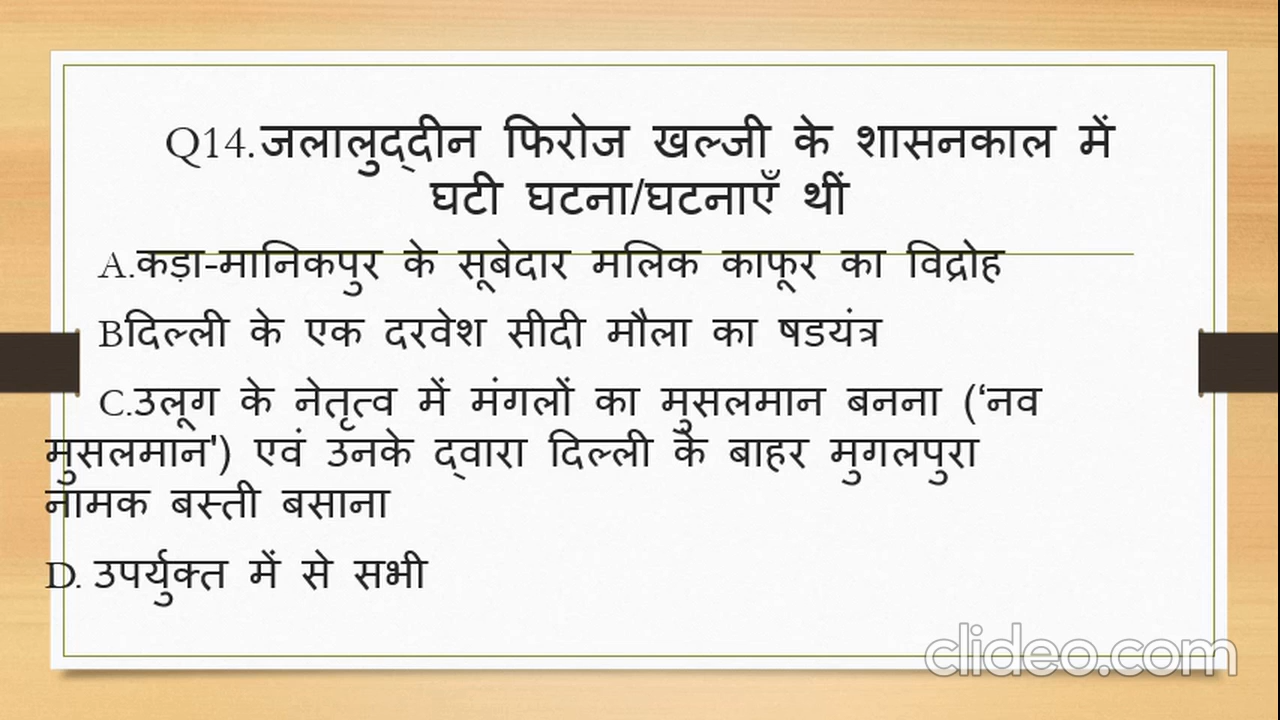 Q14.जलालुद्दीन फिरोज खल्जी के शासनकाल में
घटी घटना/घटनाएँ थीं
A.कड़ा-मानिकपुर के सूबेदार मलिक काफूर का विद्रोह
Bदिल्ली के एक दरवेश सीदी मौला का षडयंत्र
C.उलूग के नेतृत्व में मंगलों का मुसलमान बनना (‘नव
मुसलमान') एवं उनके द्वारा दिल्ली के बाहर मुगलपुरा
नामक बस्ती बसाना
D. उपर्युक्त में से सभी
clideo.com